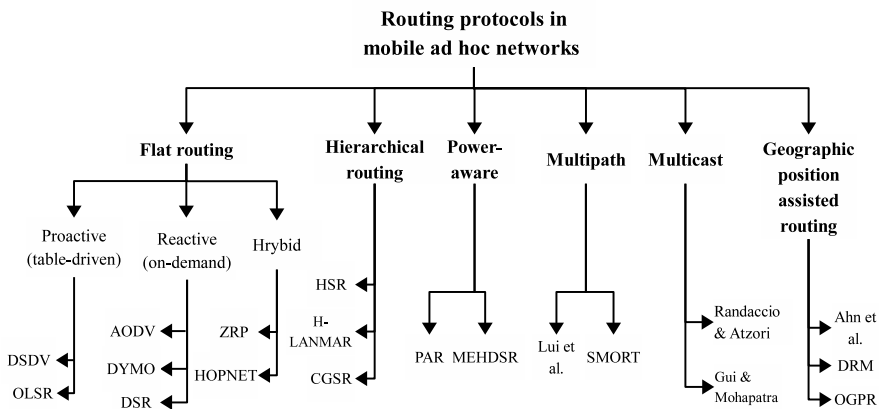 Routing protocols in
mobile ad hoc networks
Flat routing
Hierarchical
routing
Power-
aware
Multipath
Multicast
Geographic
position
assisted
routing
Proactive
(table-driven)
Reactive
(on-demand)
Hrybid
DSDV
OLSR
AODV
DYMO
DSR
ZRP
HOPNET
HSR
H-
LANMAR
CGSR
PAR
MEHDSR
Lui et
al.
SMORT
Randaccio
& Atzori
Gui &
Mohapatra
Ahn et
al.
DRM
OGPR